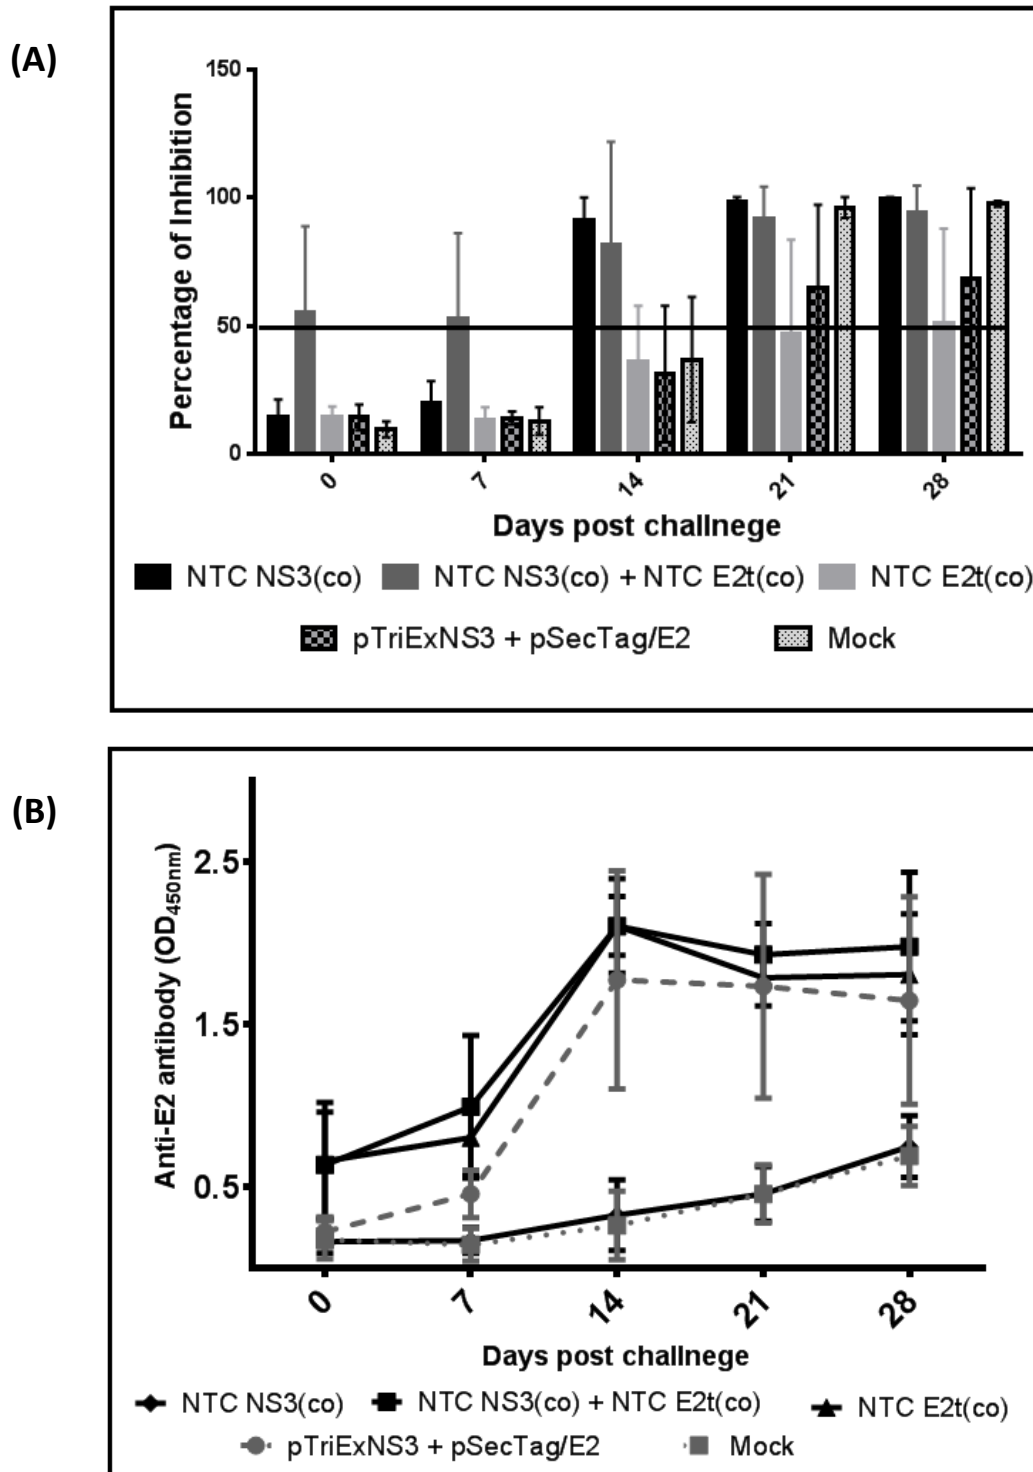 (A)
150
100
50
0
Percentage of Inhibition
0 7 14 21 28
Days post challnege
NTC NS3(co) NTC NS3(co) + NTC E2t(co) NTC E2t(co)
pTriExNS3 + pSecTag/E2 Mock
(B)
2.5
1.5
0.5
Anti-E2 antibody (OD450nm)
0 7 14 21 28
Days post challnege
NTC NS3(co) NTC NS3(co) + NTC E2t(co) NTC E2t(co)
pTriExNS3 + pSecTag/E2 Mock